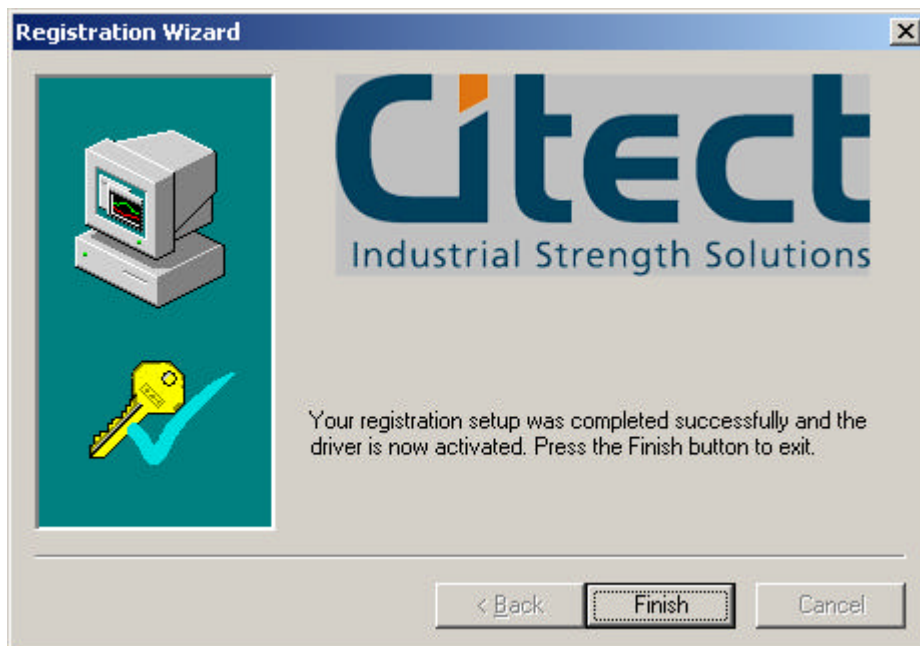 Registration Wizard
Citect
Industrial Strength Solutions
Your registration setup was completed successfully and the
driver is now activated. Press the Finish button to exit.
< Back
Finish
Cancel